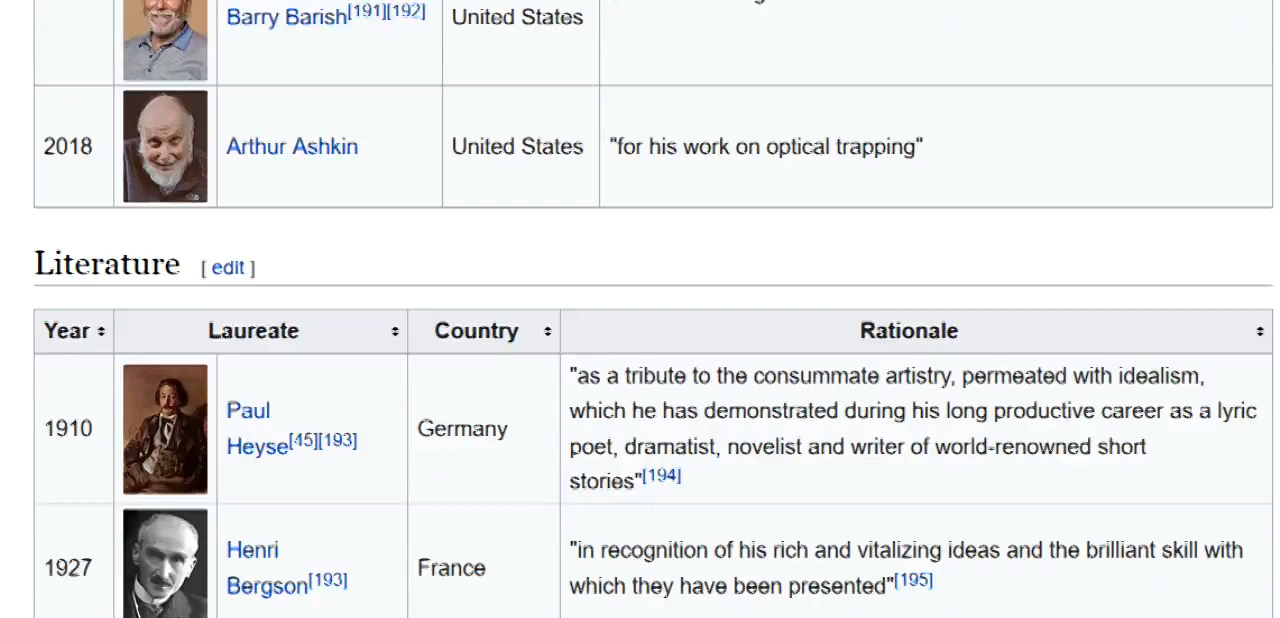 Barry Barish[191][192] United States
2018 Arthur Ashkin United States "for his work on optical trapping"
Literature [ edit ]
Year Laureate Country Rationale
1910 Paul Heyse[45][193] Germany "as a tribute to the consummate artistry, permeated with idealism,
which he has demonstrated during his long productive career as a lyric
poet, dramatist, novelist and writer of world-renowned short
stories"[194]
1927 Henri Bergson[193] France "in recognition of his rich and vitalizing ideas and the brilliant skill with
which they have been presented"[195]